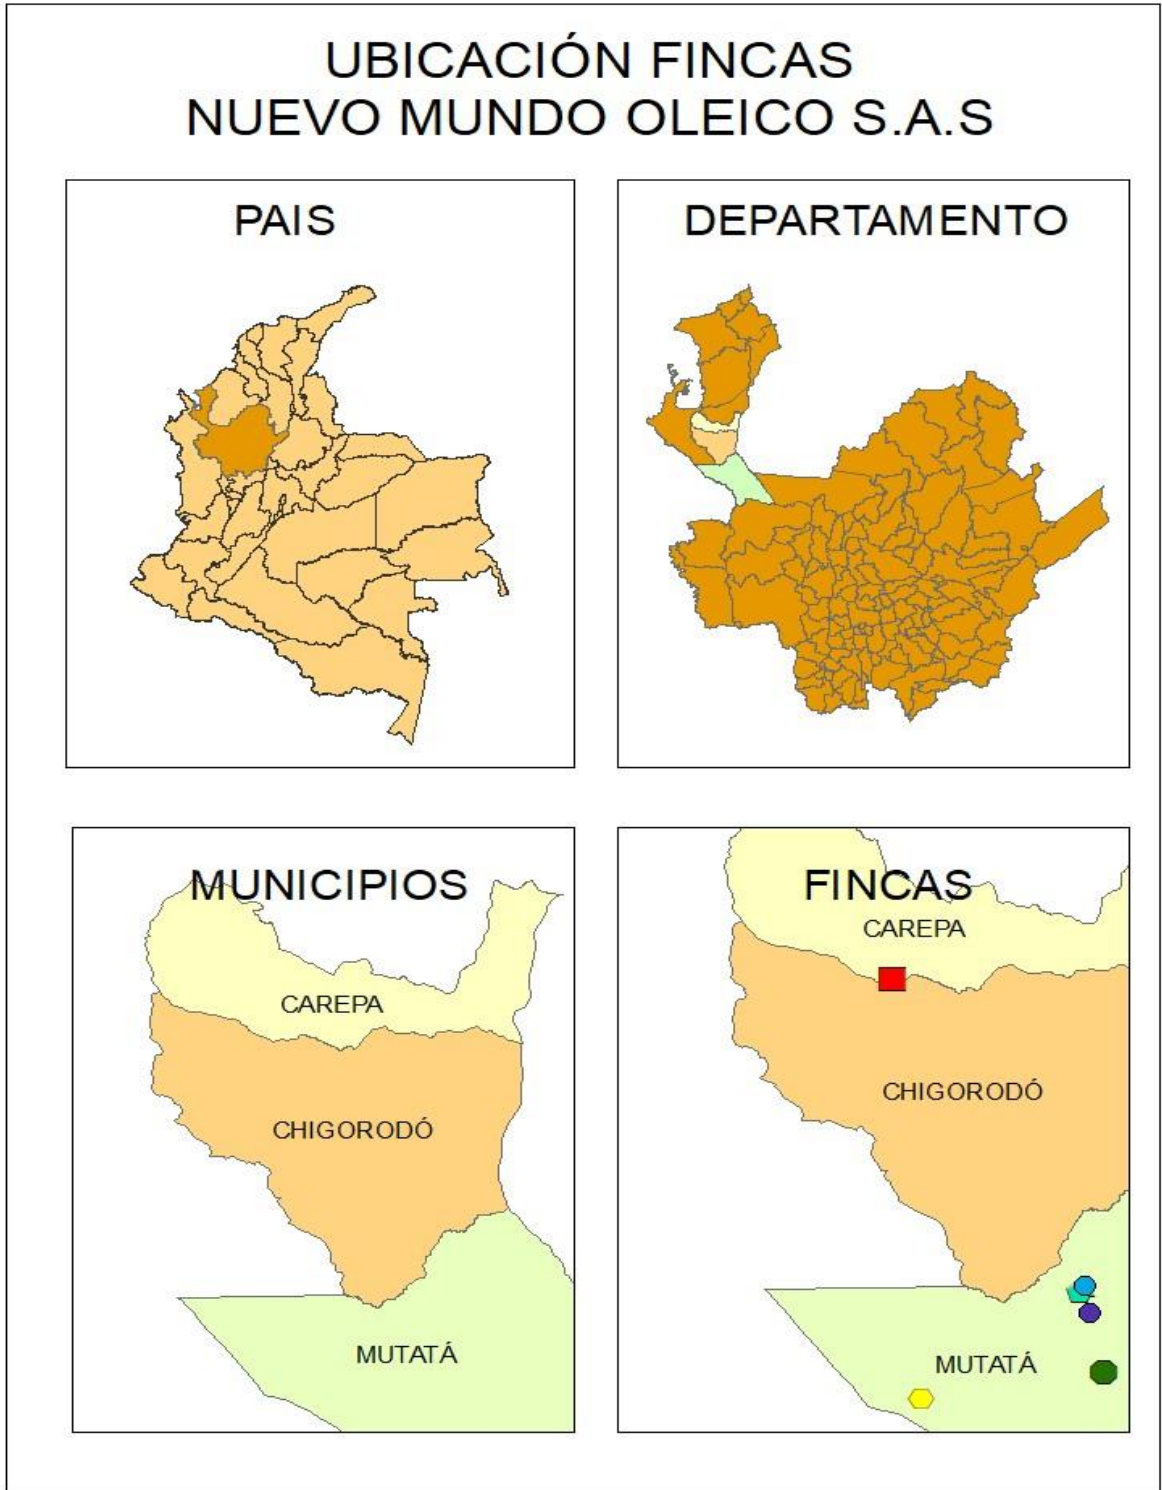 UBICACIÓN FINCAS
NUEVO MUNDO OLEICO S.A.S
PAIS
DEPARTAMENTO
MUNICIPIOS
CAREPA
CHIGORODÓ
MUTATÁ
FINCAS
CAREPA
CHIGORODÓ
MUTATÁ